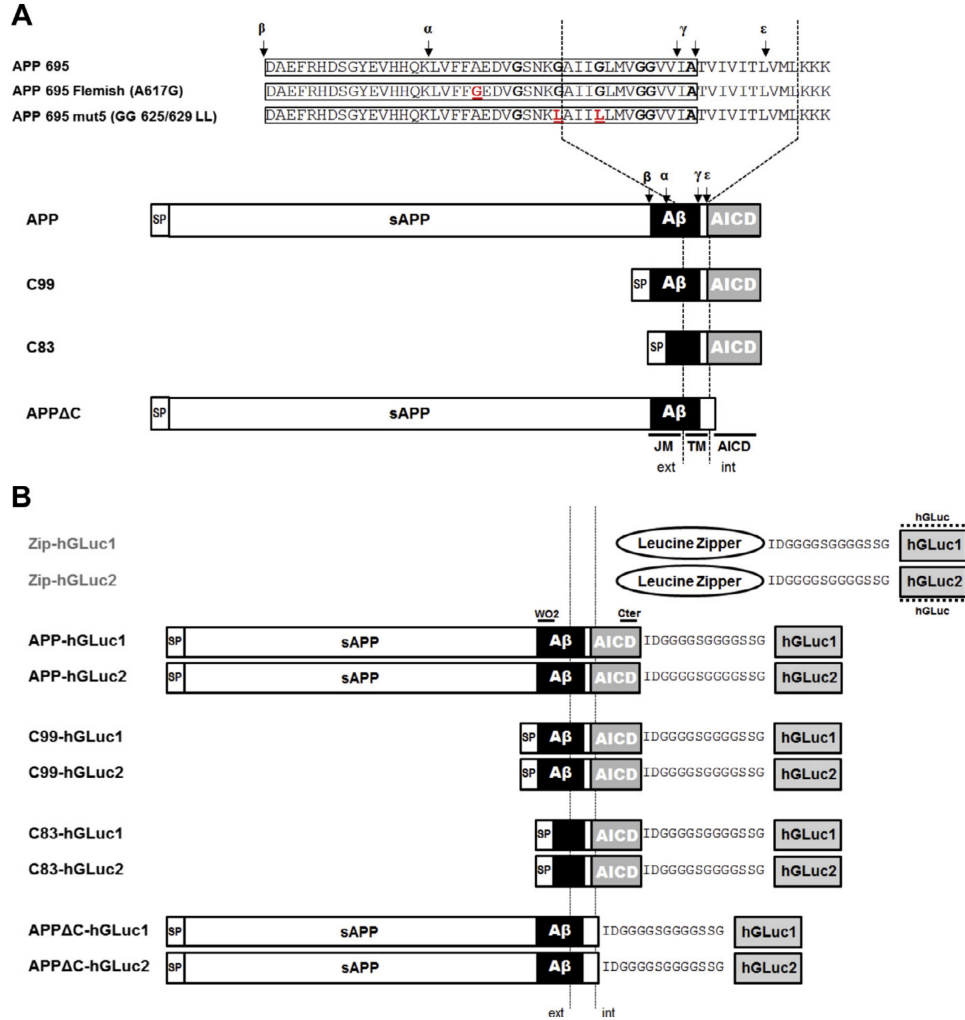 A
β α γ ε
APP 695 DAEFRHDSGYEVHHQKLVFFAEDVGSNKGAIIGLMVGGVVIATVIVITLVMLKKK
APP 695 Flemish (A617G) DAEFRHDSGYEVHHQKLVFFGEDVGSNKGAIIGLMVGGVVIATVIVITLVMLKKK
APP 695 mut5 (GG 625/629 LL) DAEFRHDSGYEVHHQKLVFFAEDVGSNKLAIILLMVGGVVIATVIVITLVMLKKK
β α γ ε
APP SP sAPP Aβ AICD
C99 SP Aβ AICD
C83 SP AICD
APPΔC SP sAPP Aβ
JM TM AICD
ext int
B
hGLuc
Zip-hGLuc1 Leucine Zipper IDGGGGSGGGGSSG hGLuc1
Zip-hGLuc2 Leucine Zipper IDGGGGSGGGGSSG hGLuc2
hGLuc
WO2 Cter
APP-hGLuc1 SP sAPP Aβ AICD IDGGGGSGGGGSSG hGLuc1
APP-hGLuc2 SP sAPP Aβ AICD IDGGGGSGGGGSSG hGLuc2
C99-hGLuc1 SP Aβ AICD IDGGGGSGGGGSSG hGLuc1
C99-hGLuc2 SP Aβ AICD IDGGGGSGGGGSSG hGLuc2
C83-hGLuc1 SP AICD IDGGGGSGGGGSSG hGLuc1
C83-hGLuc2 SP AICD IDGGGGSGGGGSSG hGLuc2
APPΔC-hGLuc1 SP sAPP Aβ IDGGGGSGGGGSSG hGLuc1
APPΔC-hGLuc2 SP sAPP Aβ IDGGGGSGGGGSSG hGLuc2
ext int